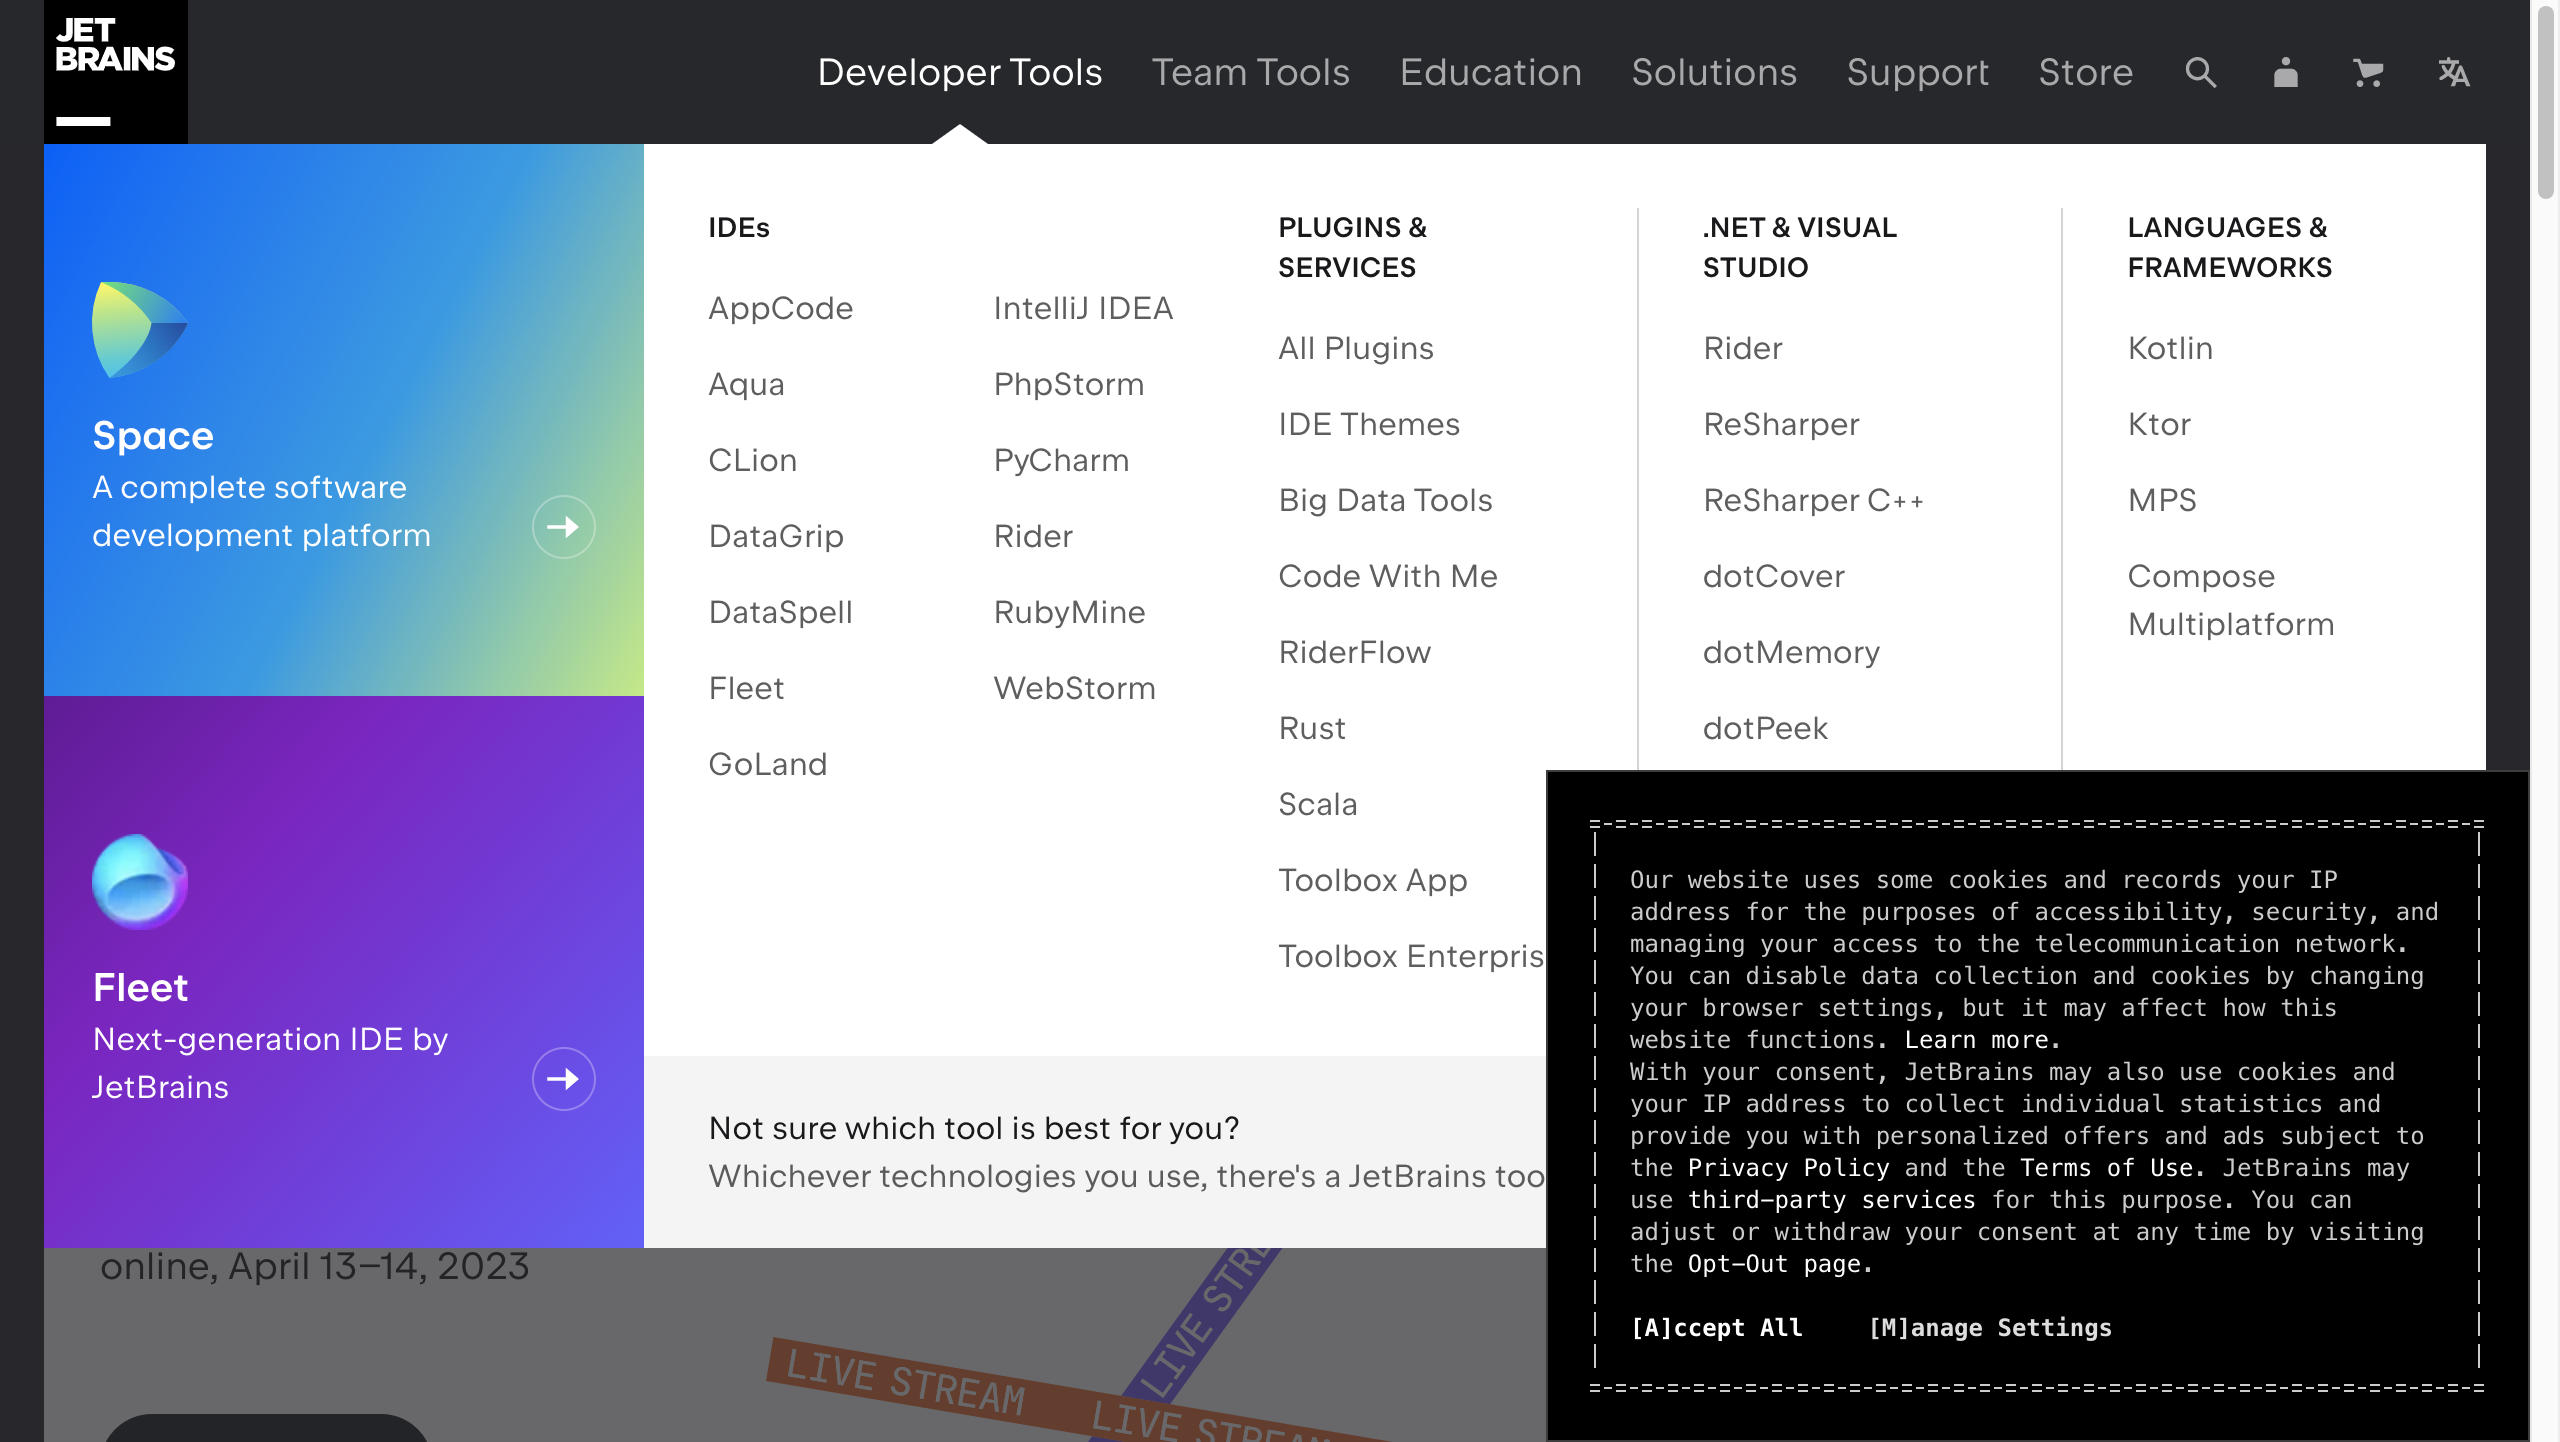 JET
BRAINS
Developer Tools
Team Tools
Education
Solutions
Support
Store
Space
A complete software
development platform
Fleet
Next-generation IDE by
JetBrains
IDEs
AppCode
Aqua
CLion
DataGrip
DataSpell
Fleet
GoLand
IntelliJ IDEA
PhpStorm
PyCharm
Rider
RubyMine
WebStorm
PLUGINS &
SERVICES
All Plugins
IDE Themes
Big Data Tools
Code With Me
RiderFlow
Rust
Scala
Toolbox App
Toolbox Enterpris
.NET & VISUAL
STUDIO
Rider
ReSharper
ReSharper C++
dotCover
dotMemory
dotPeek
LANGUAGES &
FRAMEWORKS
Kotlin
Ktor
MPS
Compose
Multiplatform
Not sure which tool is best for you?
Whichever technologies you use, there's a JetBrains too
online, April 13–14, 2023
LIVE STREAM
LIVE STREAM
LIVE STRE
Our website uses some cookies and records your IP
address for the purposes of accessibility, security, and
managing your access to the telecommunication network.
You can disable data collection and cookies by changing
your browser settings, but it may affect how this
website functions. Learn more.
With your consent, JetBrains may also use cookies and
your IP address to collect individual statistics and
provide you with personalized offers and ads subject to
the Privacy Policy and the Terms of Use. JetBrains may
use third-party services for this purpose. You can
adjust or withdraw your consent at any time by visiting
the Opt-Out page.
[A]ccept All
[M]anage Settings